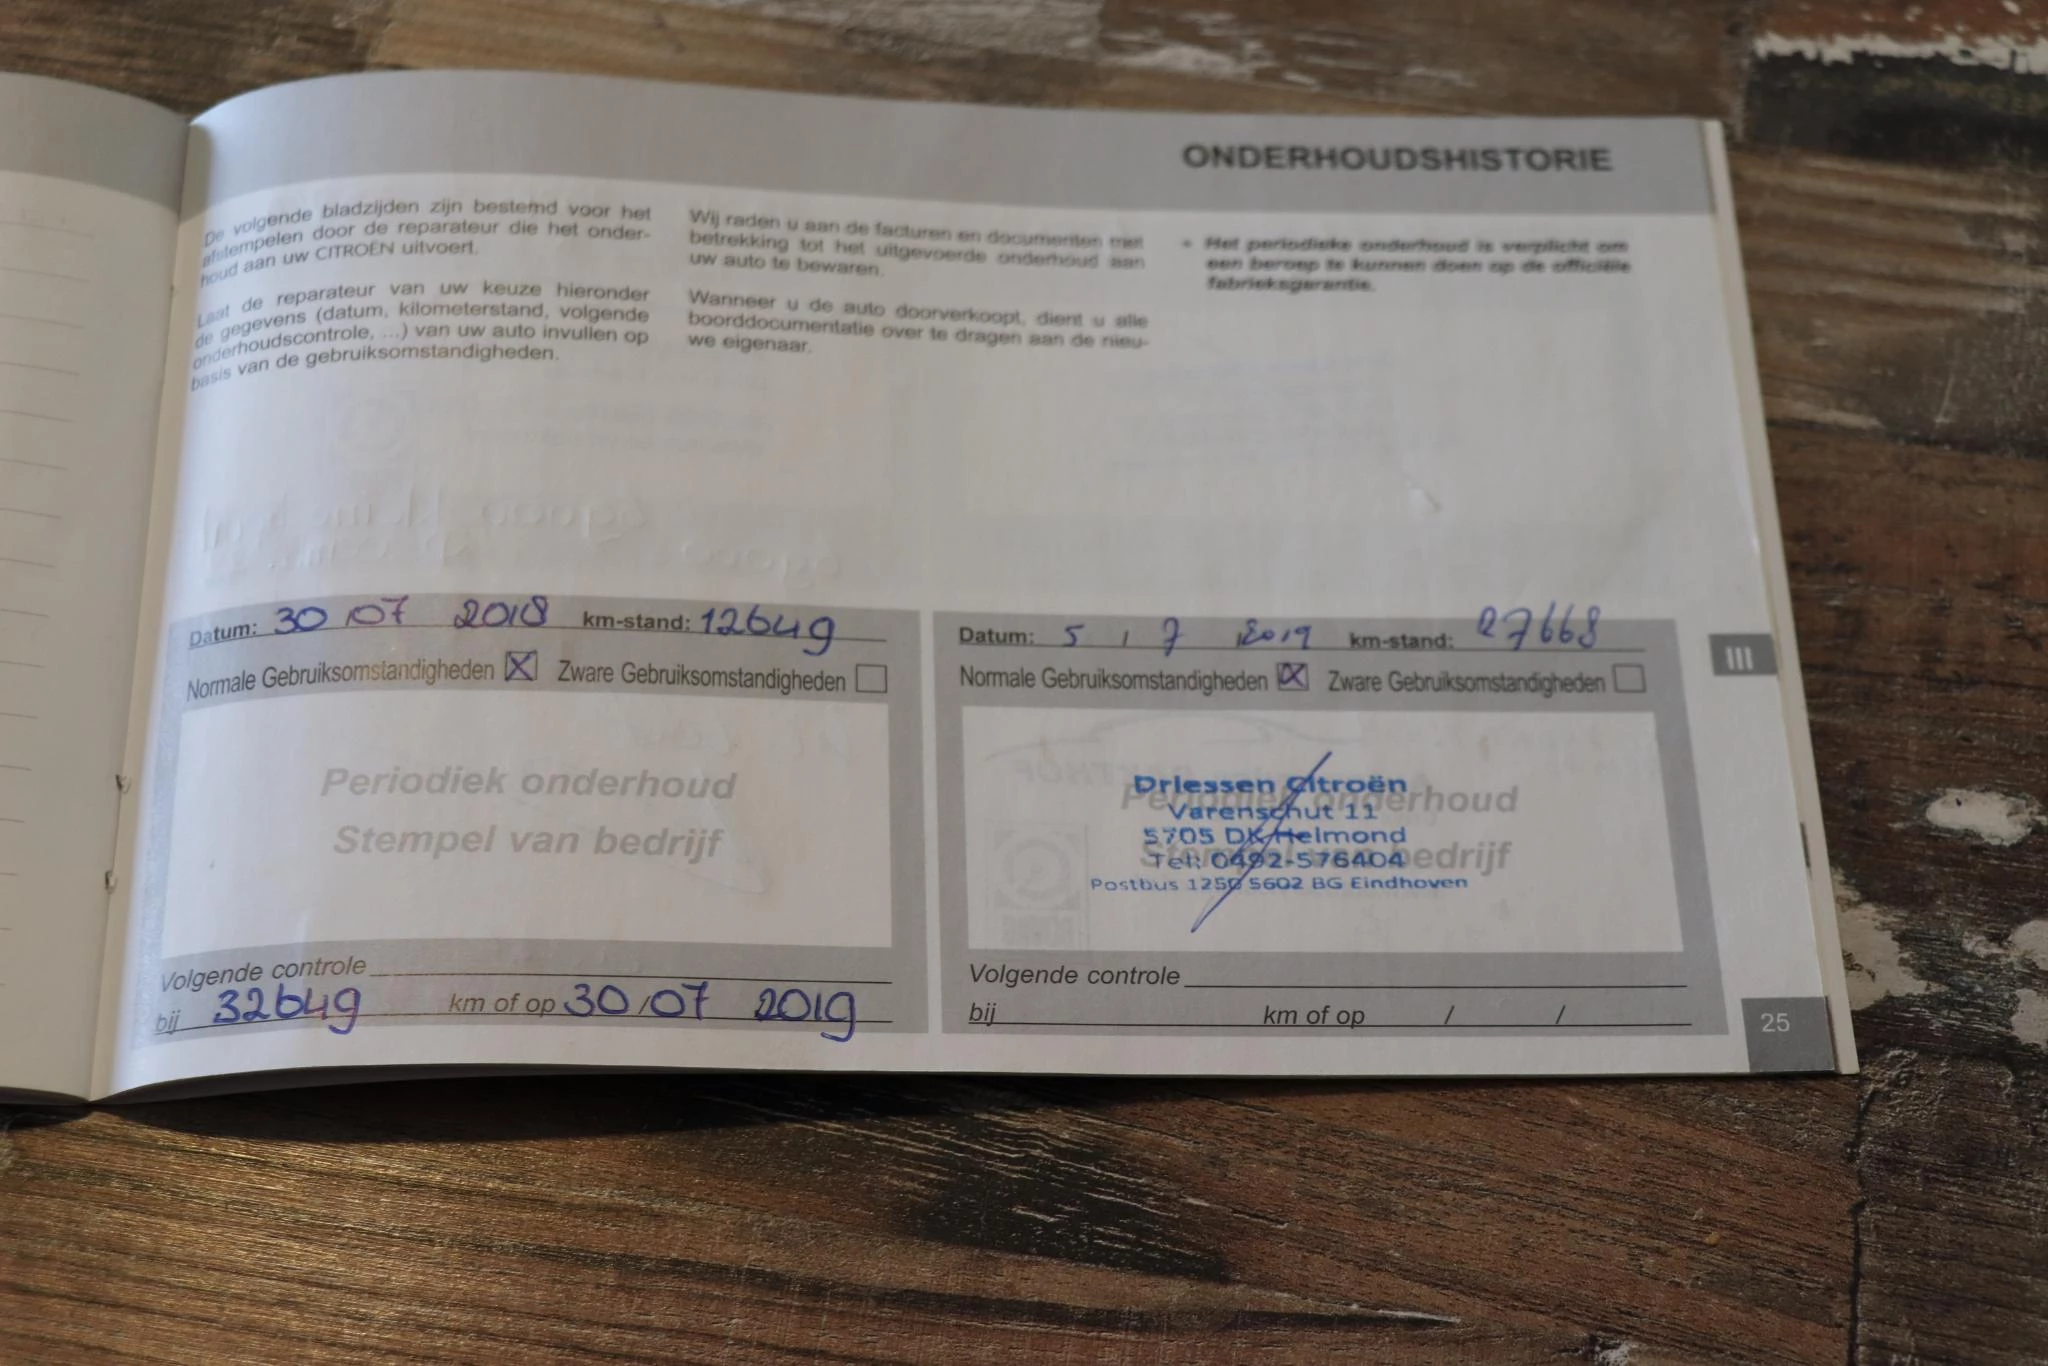 ONDERHOUDSHISTORIE
De volgende bladzijden zijn bestemd voor het
afstempelen door de reparateur die het onder-
houd aan uw CITROËN uitvoert.
Laat de reparateur van uw keuze hieronder
de gegevens (datum, kilometerstand, volgende
onderhoudscontrole, ...) van uw auto invullen op
basis van de gebruiksomstandigheden.
Wij raden u aan de facturen en documenten met
betrekking tot het uitgevoerde onderhoud aan
uw auto te bewaren.
Wanneer u de auto doorverkoopt, dient u alle
boorddocumentatie over te dragen aan de nieu-
we eigenaar.
• Het periodieke onderhoud is verplicht om
een beroep te kunnen doen op de officiële
fabrieksgarantie.
Datum: 30 / 07 2018 km-stand: 12649
Normale Gebruiksomstandigheden X Zware Gebruiksomstandigheden
Periodiek onderhoud
Stempel van bedrijf
Volgende controle
bij 32649 km of op 30 / 07 2019
Datum: 5 / 7 / 2019 km-stand: 27668
Normale Gebruiksomstandigheden X Zware Gebruiksomstandigheden
Periodiek onderhoud
Stempel van bedrijf
Driessen Citroën
Varenschut 11
5705 DK Helmond
Tel: 0492-576404
Postbus 1250 5602 BG Eindhoven
Volgende controle
bij km of op / /
III
25